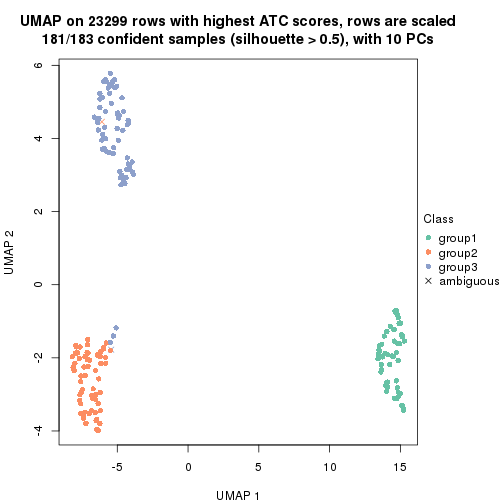 UMAP on 23299 rows with highest ATC scores, rows are scaled
181/183 confident samples (silhouette > 0.5), with 10 PCs
6
4
2
0
-2
-4
UMAP 2
-5
0
5
10
15
UMAP 1
Class
group1
group2
group3
ambiguous